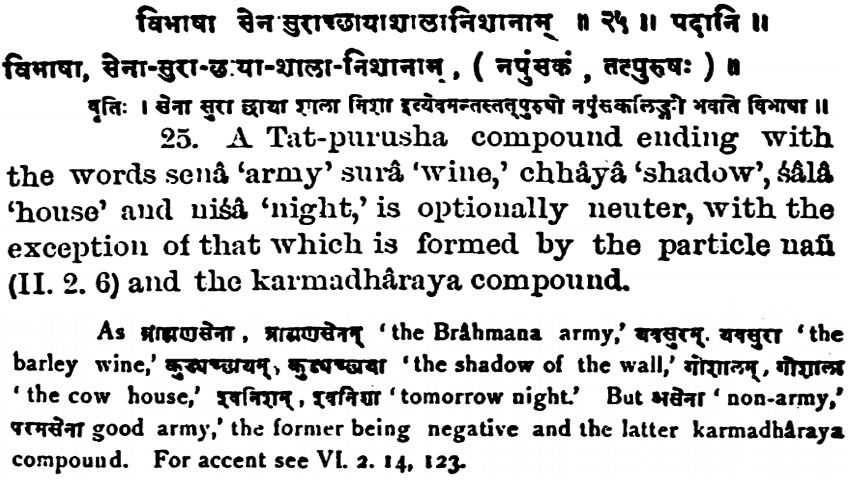 विभाषा सेन सुराच्छायाशालानिशानाम् ॥ २५ ॥ पदानि ॥
विभाषा, सेना-सुरा-छाया-शाला-निशानाम्, ( नपुंसकं , तत्पुरुषः ) ॥
वृत्तिः । सेना सुरा छाया शाला निशा इत्येवमन्तस्तत्पुरुषो नपुंसकलिङ्गो भवति विभाषा ॥
25. A Tat-purusha compound ending with
the words senâ 'army' surâ 'wine,' chhâyâ 'shadow', śâlâ
'house' and niśâ 'night,' is optionally neuter, with the
exception of that which is formed by the particle nañ
(II. 2. 6) and the karmadhâraya compound.
As ब्राह्मणसेना , ब्राह्मणसेनम् 'the Brâhmana army,' यवसुरम्. यवसुरा 'the
barley wine,' कुड्यच्छायम्, कुड्यच्छाया 'the shadow of the wall,' गोशालम्, गोशाला
'the cow house,' श्वनिशम्, श्वनिशा 'tomorrow night.' But असेना 'non-army,'
परमसेना good army,' the former being negative and the latter karmadhâraya
compound. For accent see VI. 2. 14, 123.